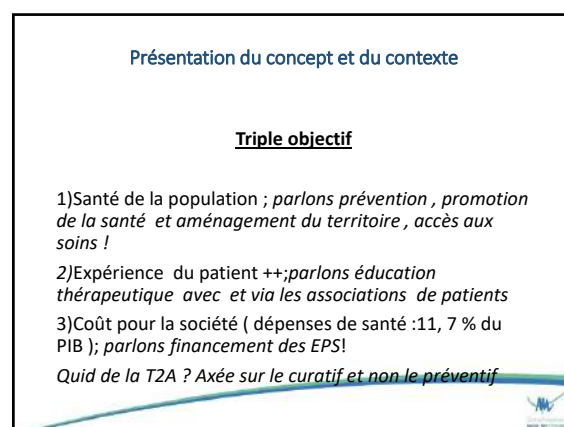 Présentation du concept et du contexte
Triple objectif
1)Santé de la population ; parlons prévention , promotion
de la santé et aménagement du territoire , accès aux
soins !
2)Expérience du patient ++;parlons éducation
thérapeutique avec et via les associations de patients
3)Coût pour la société ( dépenses de santé :11, 7 % du
PIB ); parlons financement des EPS!
Quid de la T2A ? Axée sur le curatif et non le préventif